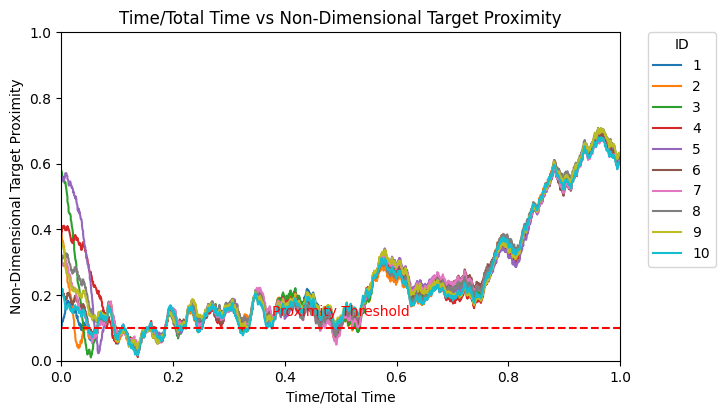 Time/Total Time vs Non-Dimensional Target Proximity
Non-Dimensional Target Proximity
1.0
0.8
0.6
0.4
0.2
0.0
Proximity Threshold
0.0 0.2 0.4 0.6 0.8 1.0
Time/Total Time
ID
1
2
3
4
5
6
7
8
9
10